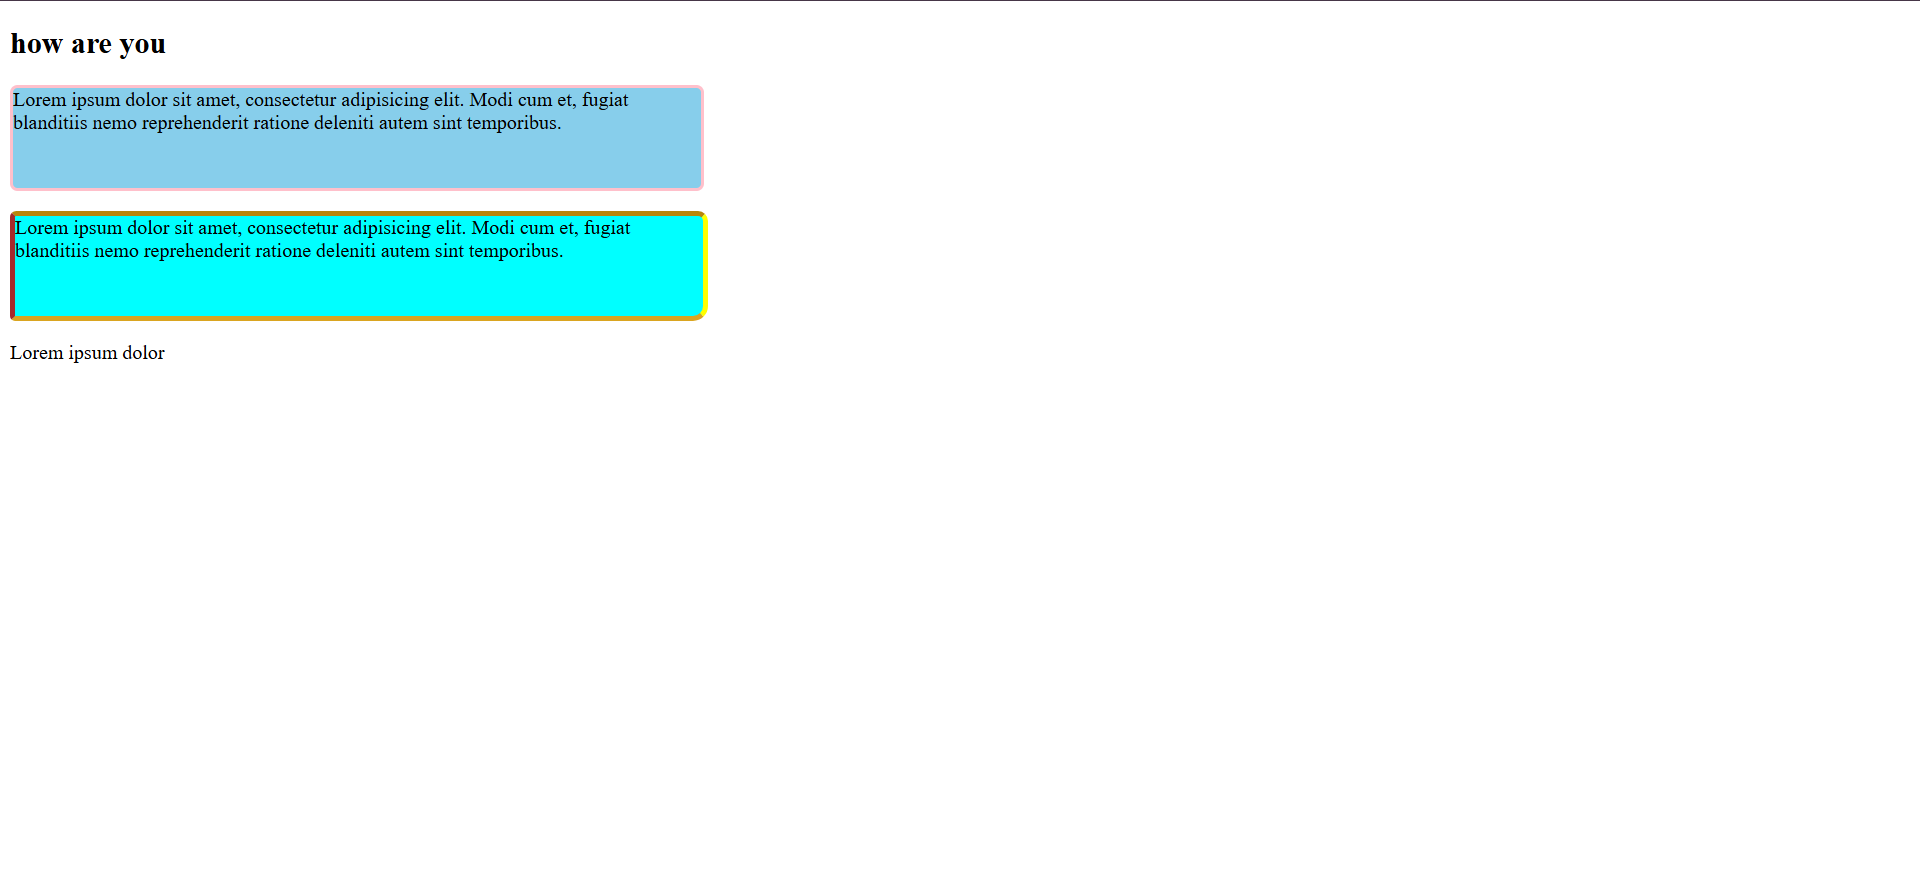 how are you
Lorem ipsum dolor sit amet, consectetur adipisicing elit. Modi cum et, fugiat
blanditiis nemo reprehenderit ratione deleniti autem sint temporibus.
Lorem ipsum dolor sit amet, consectetur adipisicing elit. Modi cum et, fugiat
blanditiis nemo reprehenderit ratione deleniti autem sint temporibus.
Lorem ipsum dolor